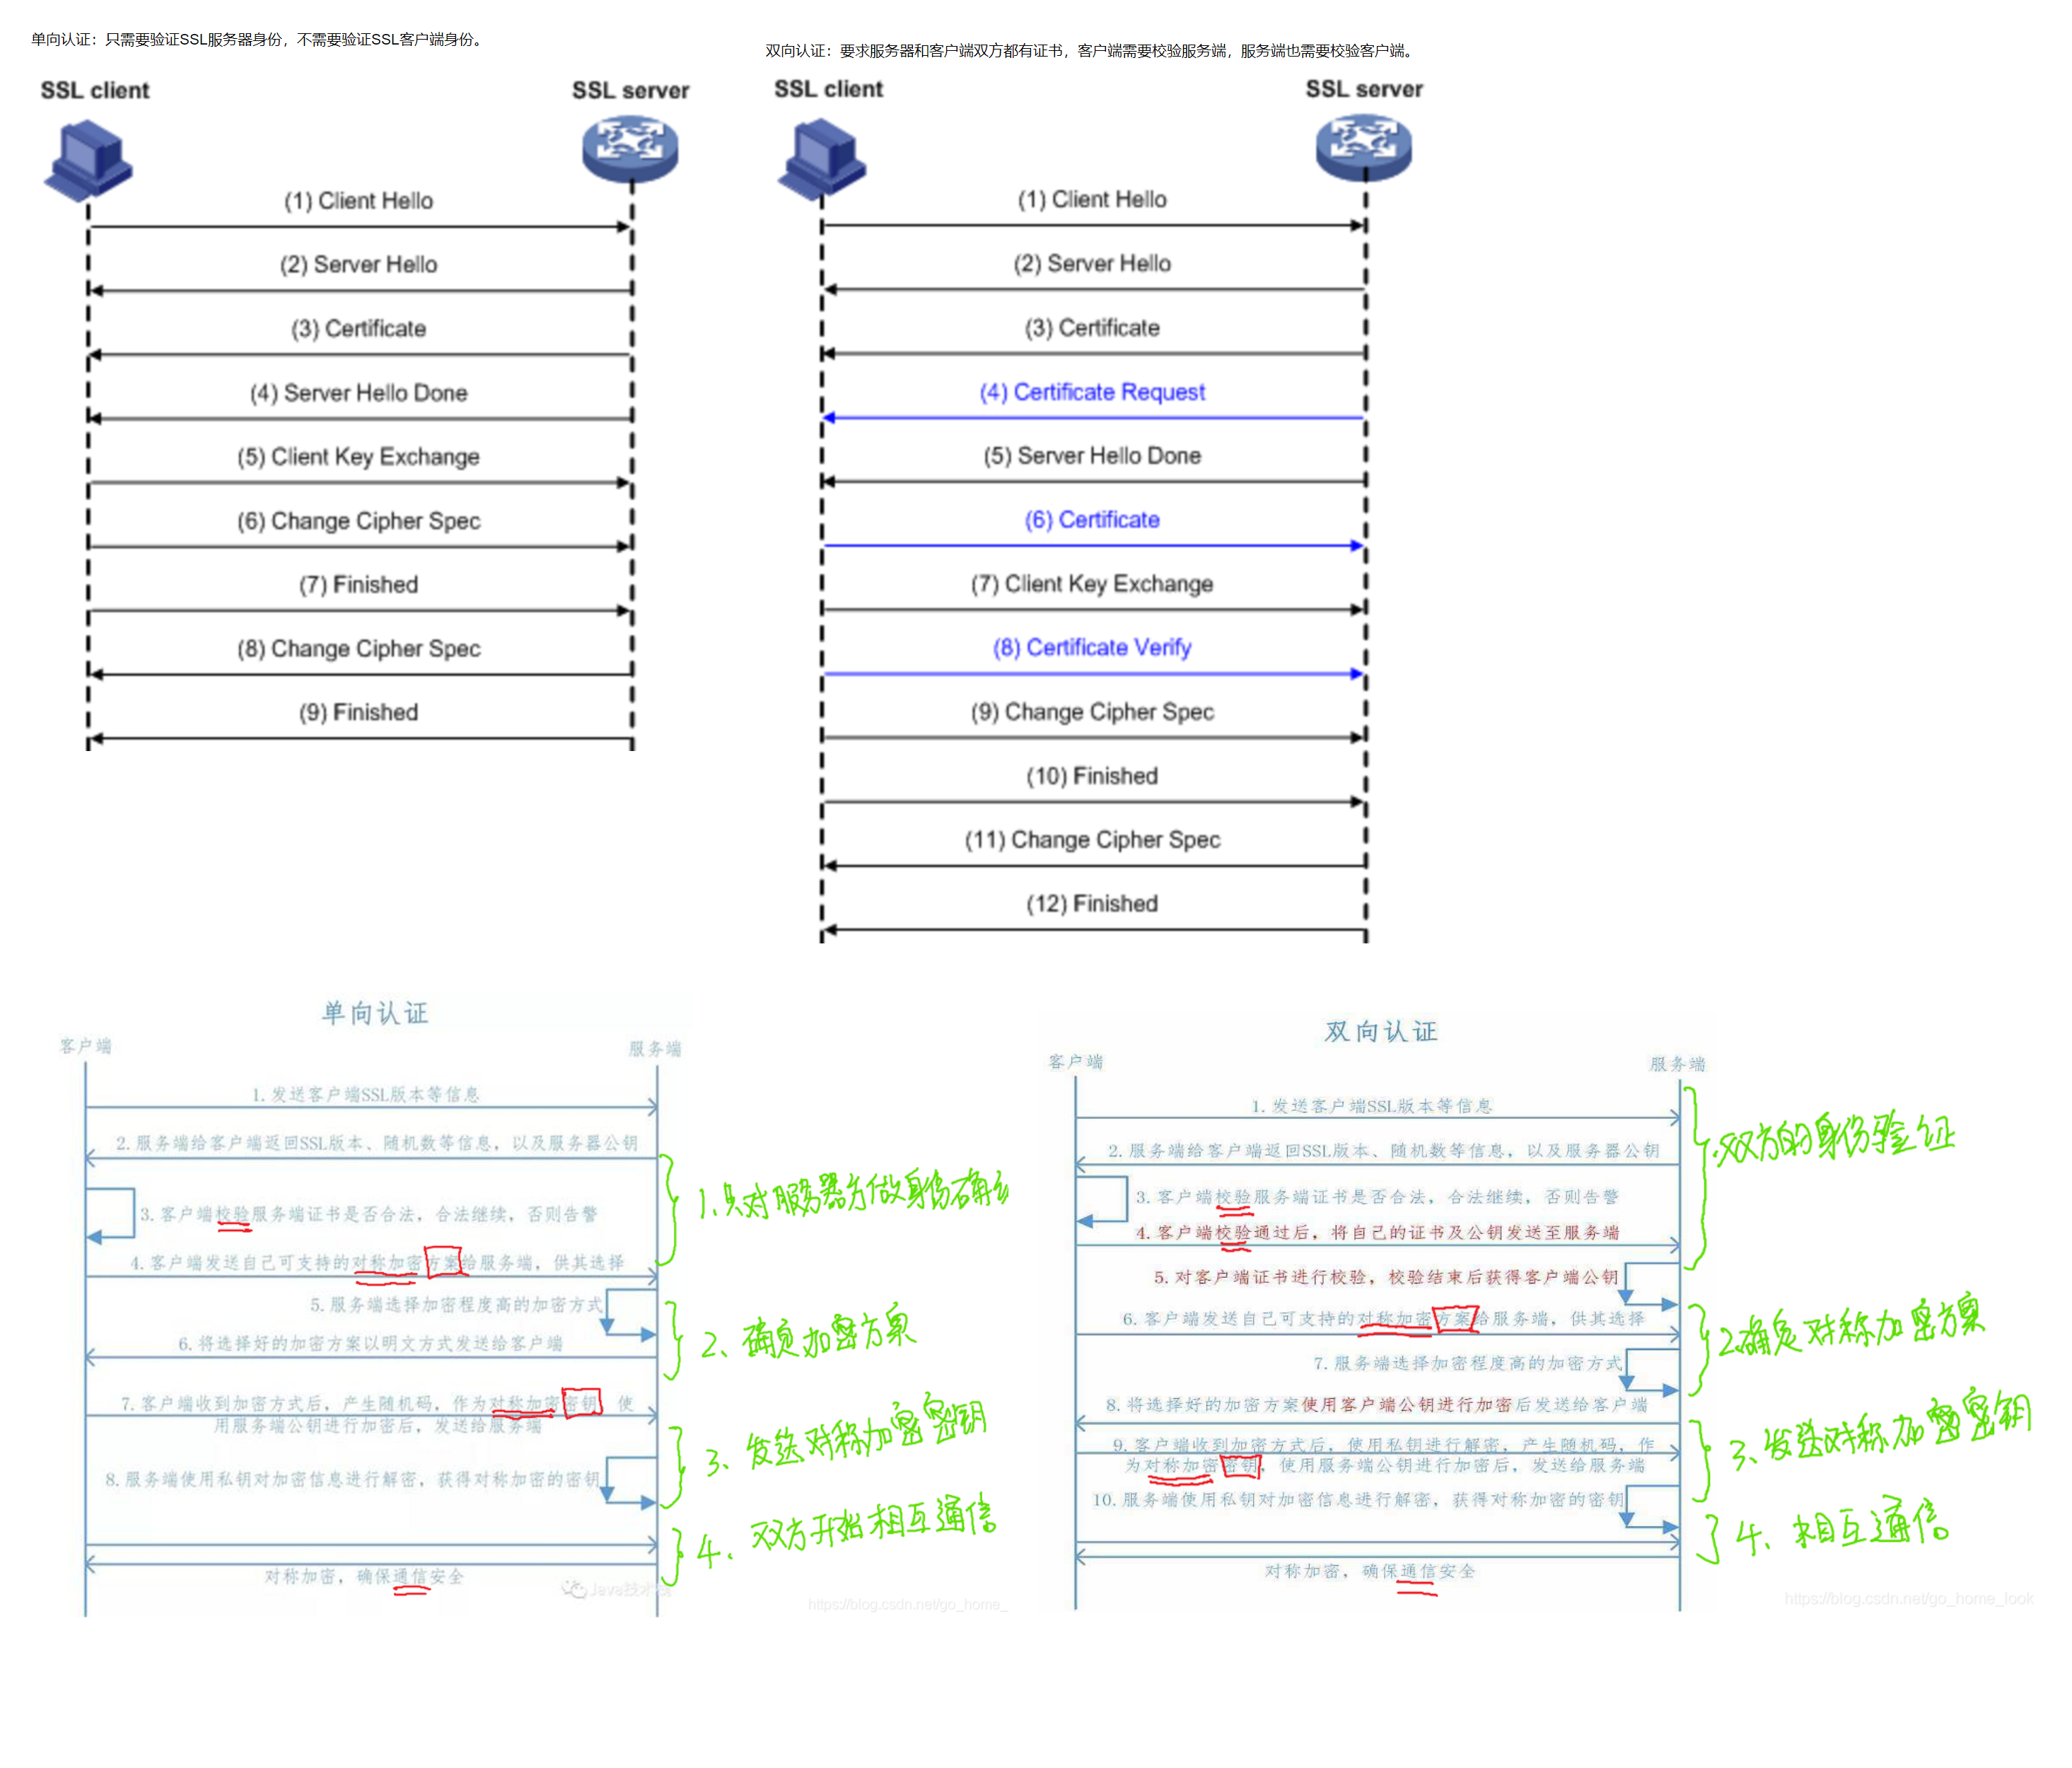 单向认证：只需要验证SSL服务器身份，不需要验证SSL客户端身份。
SSL client
SSL server
(1) Client Hello
(2) Server Hello
(3) Certificate
(4) Server Hello Done
(5) Client Key Exchange
(6) Change Cipher Spec
(7) Finished
(8) Change Cipher Spec
(9) Finished
双向认证：要求服务器和客户端双方都有证书，客户端需要校验服务端，服务端也需要校验客户端。
SSL client
SSL server
(1) Client Hello
(2) Server Hello
(3) Certificate
(4) Certificate Request
(5) Server Hello Done
(6) Certificate
(7) Client Key Exchange
(8) Certificate Verify
(9) Change Cipher Spec
(10) Finished
(11) Change Cipher Spec
(12) Finished
单向认证
客户端
服务端
1.发送客户端SSL版本等信息
2.服务端给客户端返回SSL版本、随机数等信息，以及服务器公钥
3.客户端校验服务端证书是否合法，合法继续，否则告警
4.客户端发送自己可支持的对称加密方案给服务端，供其选择
5.服务端选择加密程度高的加密方式
6.将选择好的加密方案以明文方式发送给客户端
7.客户端收到加密方式后，产生随机码，作为对称加密密钥，使
用服务端公钥进行加密后，发送给服务端
8.服务端使用私钥对加密信息进行解密，获得对称加密的密钥
对称加密，确保通信安全
Java技术栈
https://blog.csdn.net/go_home_
1.只对服务器方做身份确认
2、确定加密方案
3、发送对称加密密钥
4、双方开始相互通信
双向认证
客户端
服务端
1.发送客户端SSL版本等信息
2.服务端给客户端返回SSL版本、随机数等信息，以及服务器公钥
3.客户端校验服务端证书是否合法，合法继续，否则告警
4.客户端校验通过后，将自己的证书及公钥发送至服务端
5.对客户端证书进行校验，校验结束后获得客户端公钥
6.客户端发送自己可支持的对称加密方案给服务端，供其选择
7.服务端选择加密程度高的加密方式
8.将选择好的加密方案使用客户端公钥进行加密后发送给客户端
9.客户端收到加密方式后，使用私钥进行解密，产生随机码，作
为对称加密密钥，使用服务端公钥进行加密后，发送给服务端
10.服务端使用私钥对加密信息进行解密，获得对称加密的密钥
对称加密，确保通信安全
https://blog.csdn.net/go_home_look
双方的身份验证
2.确定对称加密方案
3、发送对称加密密钥
4、相互通信